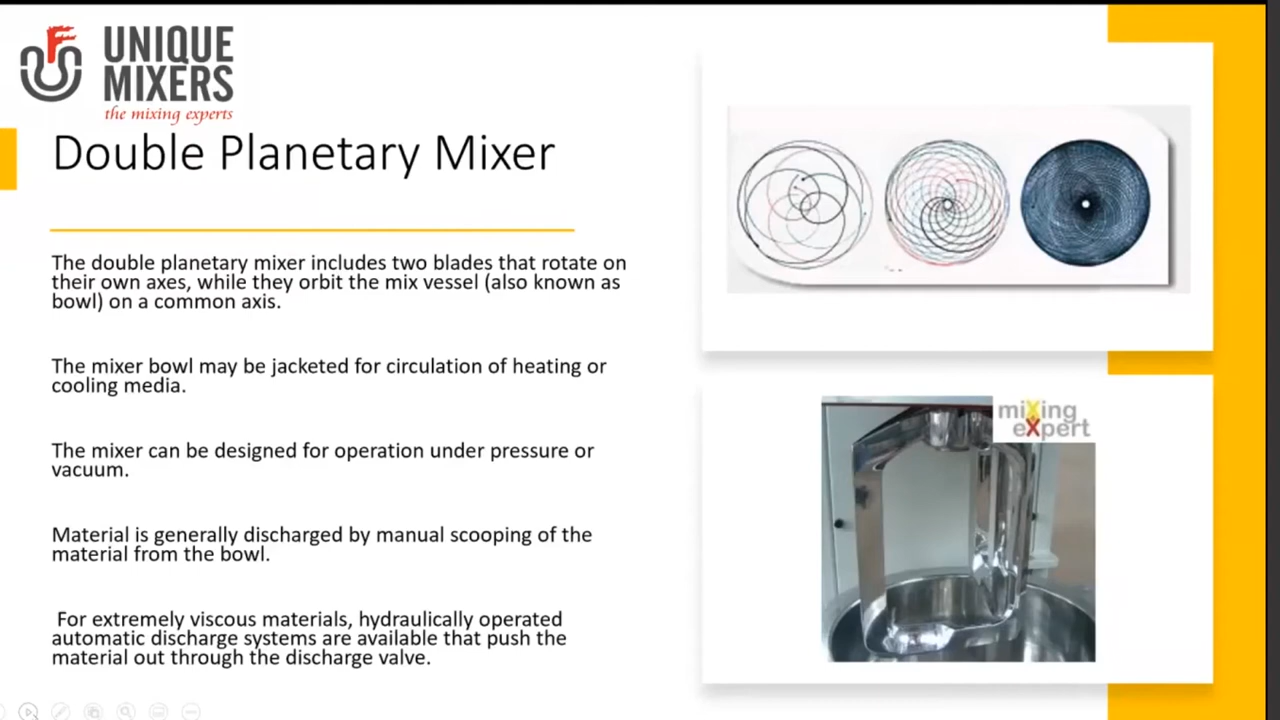 UNIQUE
MIXERS
the mixing experts
Double Planetary Mixer
The double planetary mixer includes two blades that rotate on
their own axes, while they orbit the mix vessel (also known as
bowl) on a common axis.
The mixer bowl may be jacketed for circulation of heating or
cooling media.
The mixer can be designed for operation under pressure or
vacuum.
Material is generally discharged by manual scooping of the
material from the bowl.
For extremely viscous materials, hydraulically operated
automatic discharge systems are available that push the
material out through the discharge valve.
miXing
eXpert